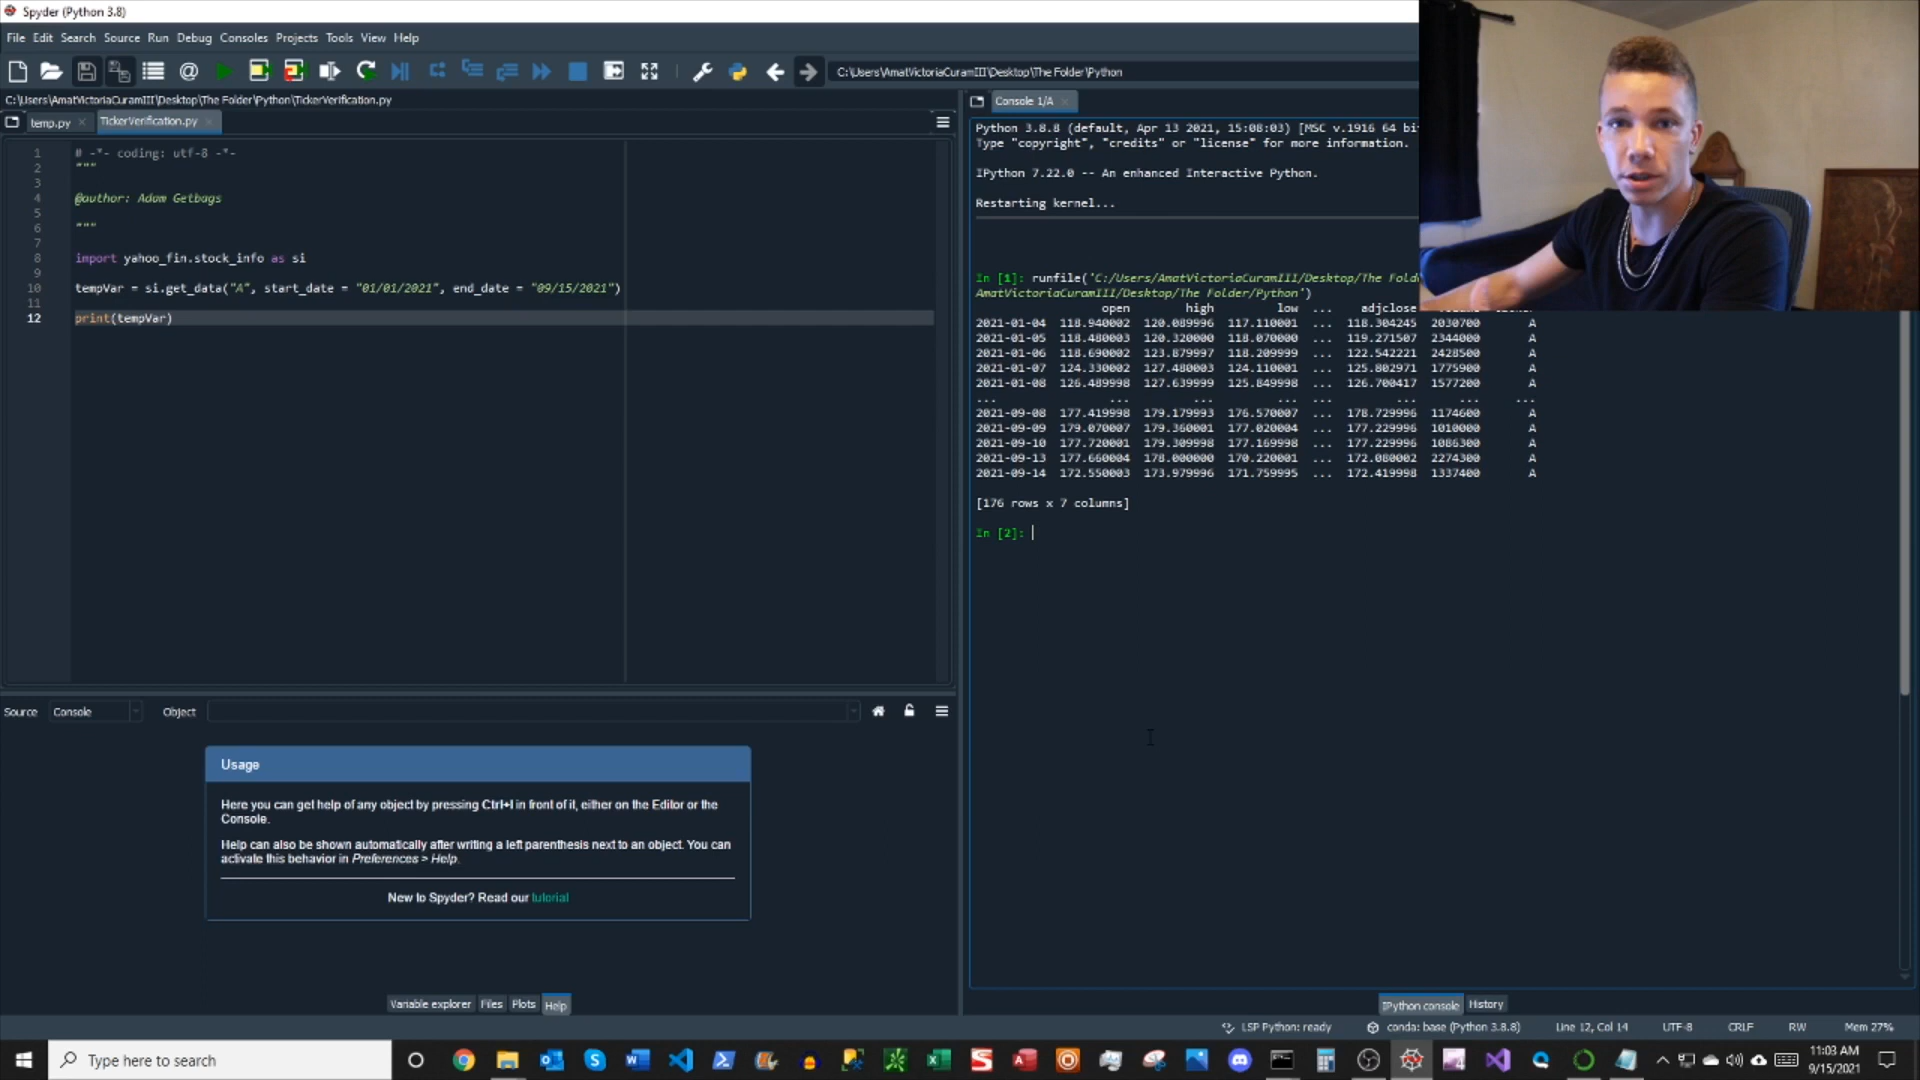 Spyder (Python 3.8)
File Edit Search Source Run Debug Consoles Projects Tools View Help
C:\Users\AmatVictoriaCuramIII\Desktop\The Folder\Python
C:\Users\AmatVictoriaCuramIII\Desktop\The Folder\Python\TickerVerification.py
temp.py TickerVerification.py
Console 1/A
1 # -*- coding: utf-8 -*-
2 """
3
4 @author: Adam Getbags
5
6 """
7
8 import yahoo_fin.stock_info as si
9
10 tempVar = si.get_data("A", start_date = "01/01/2021", end_date = "09/15/2021")
11
12 print(tempVar)
Python 3.8.8 (default, Apr 13 2021, 15:08:03) [MSC v.1916 64 bi
Type "copyright", "credits" or "license" for more information.
IPython 7.22.0 -- An enhanced Interactive Python.
Restarting kernel...
In [1]: runfile('C:/Users/AmatVictoriaCuramIII/Desktop/The Fold
AmatVictoriaCuramIII/Desktop/The Folder/Python')
open high low ... adjclose
2021-01-04 118.940002 120.089996 117.110001 ... 118.304245 2030700 A
2021-01-05 118.480003 120.320000 118.070000 ... 119.271507 2344000 A
2021-01-06 118.690002 123.879997 118.209999 ... 122.542221 2428500 A
2021-01-07 124.330002 127.480003 124.110001 ... 125.802971 1775900 A
2021-01-08 126.489998 127.639999 125.849998 ... 126.700417 1577200 A
... ... ... ... ... ... ... ...
2021-09-08 177.419998 179.179993 176.570007 ... 178.729996 1174600 A
2021-09-09 179.070007 179.360001 177.020004 ... 177.229996 1010000 A
2021-09-10 177.720001 179.309998 177.169998 ... 177.229996 1086300 A
2021-09-13 177.660004 178.000000 170.220001 ... 172.080002 2274300 A
2021-09-14 172.550003 173.979996 171.759995 ... 172.419998 1337400 A
[176 rows x 7 columns]
In [2]:
Source Console Object
Usage
Here you can get help of any object by pressing Ctrl+I in front of it, either on the Editor or the
Console.
Help can also be shown automatically after writing a left parenthesis next to an object. You can
activate this behavior in Preferences > Help.
New to Spyder? Read our tutorial
Variable explorer Files Plots Help
IPython console History
LSP Python: ready conda: base (Python 3.8.8) Line 12, Col 14 UTF-8 CRLF RW Mem 27%
Type here to search
11:03 AM
9/15/2021